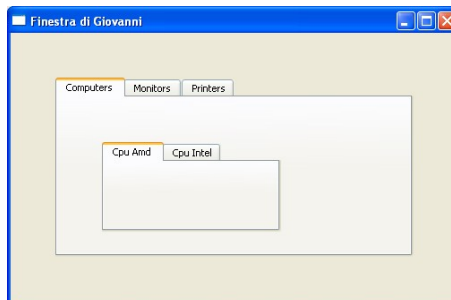 Finestra di Giovanni
Computers Monitors Printers
Cpu Amd Cpu Intel